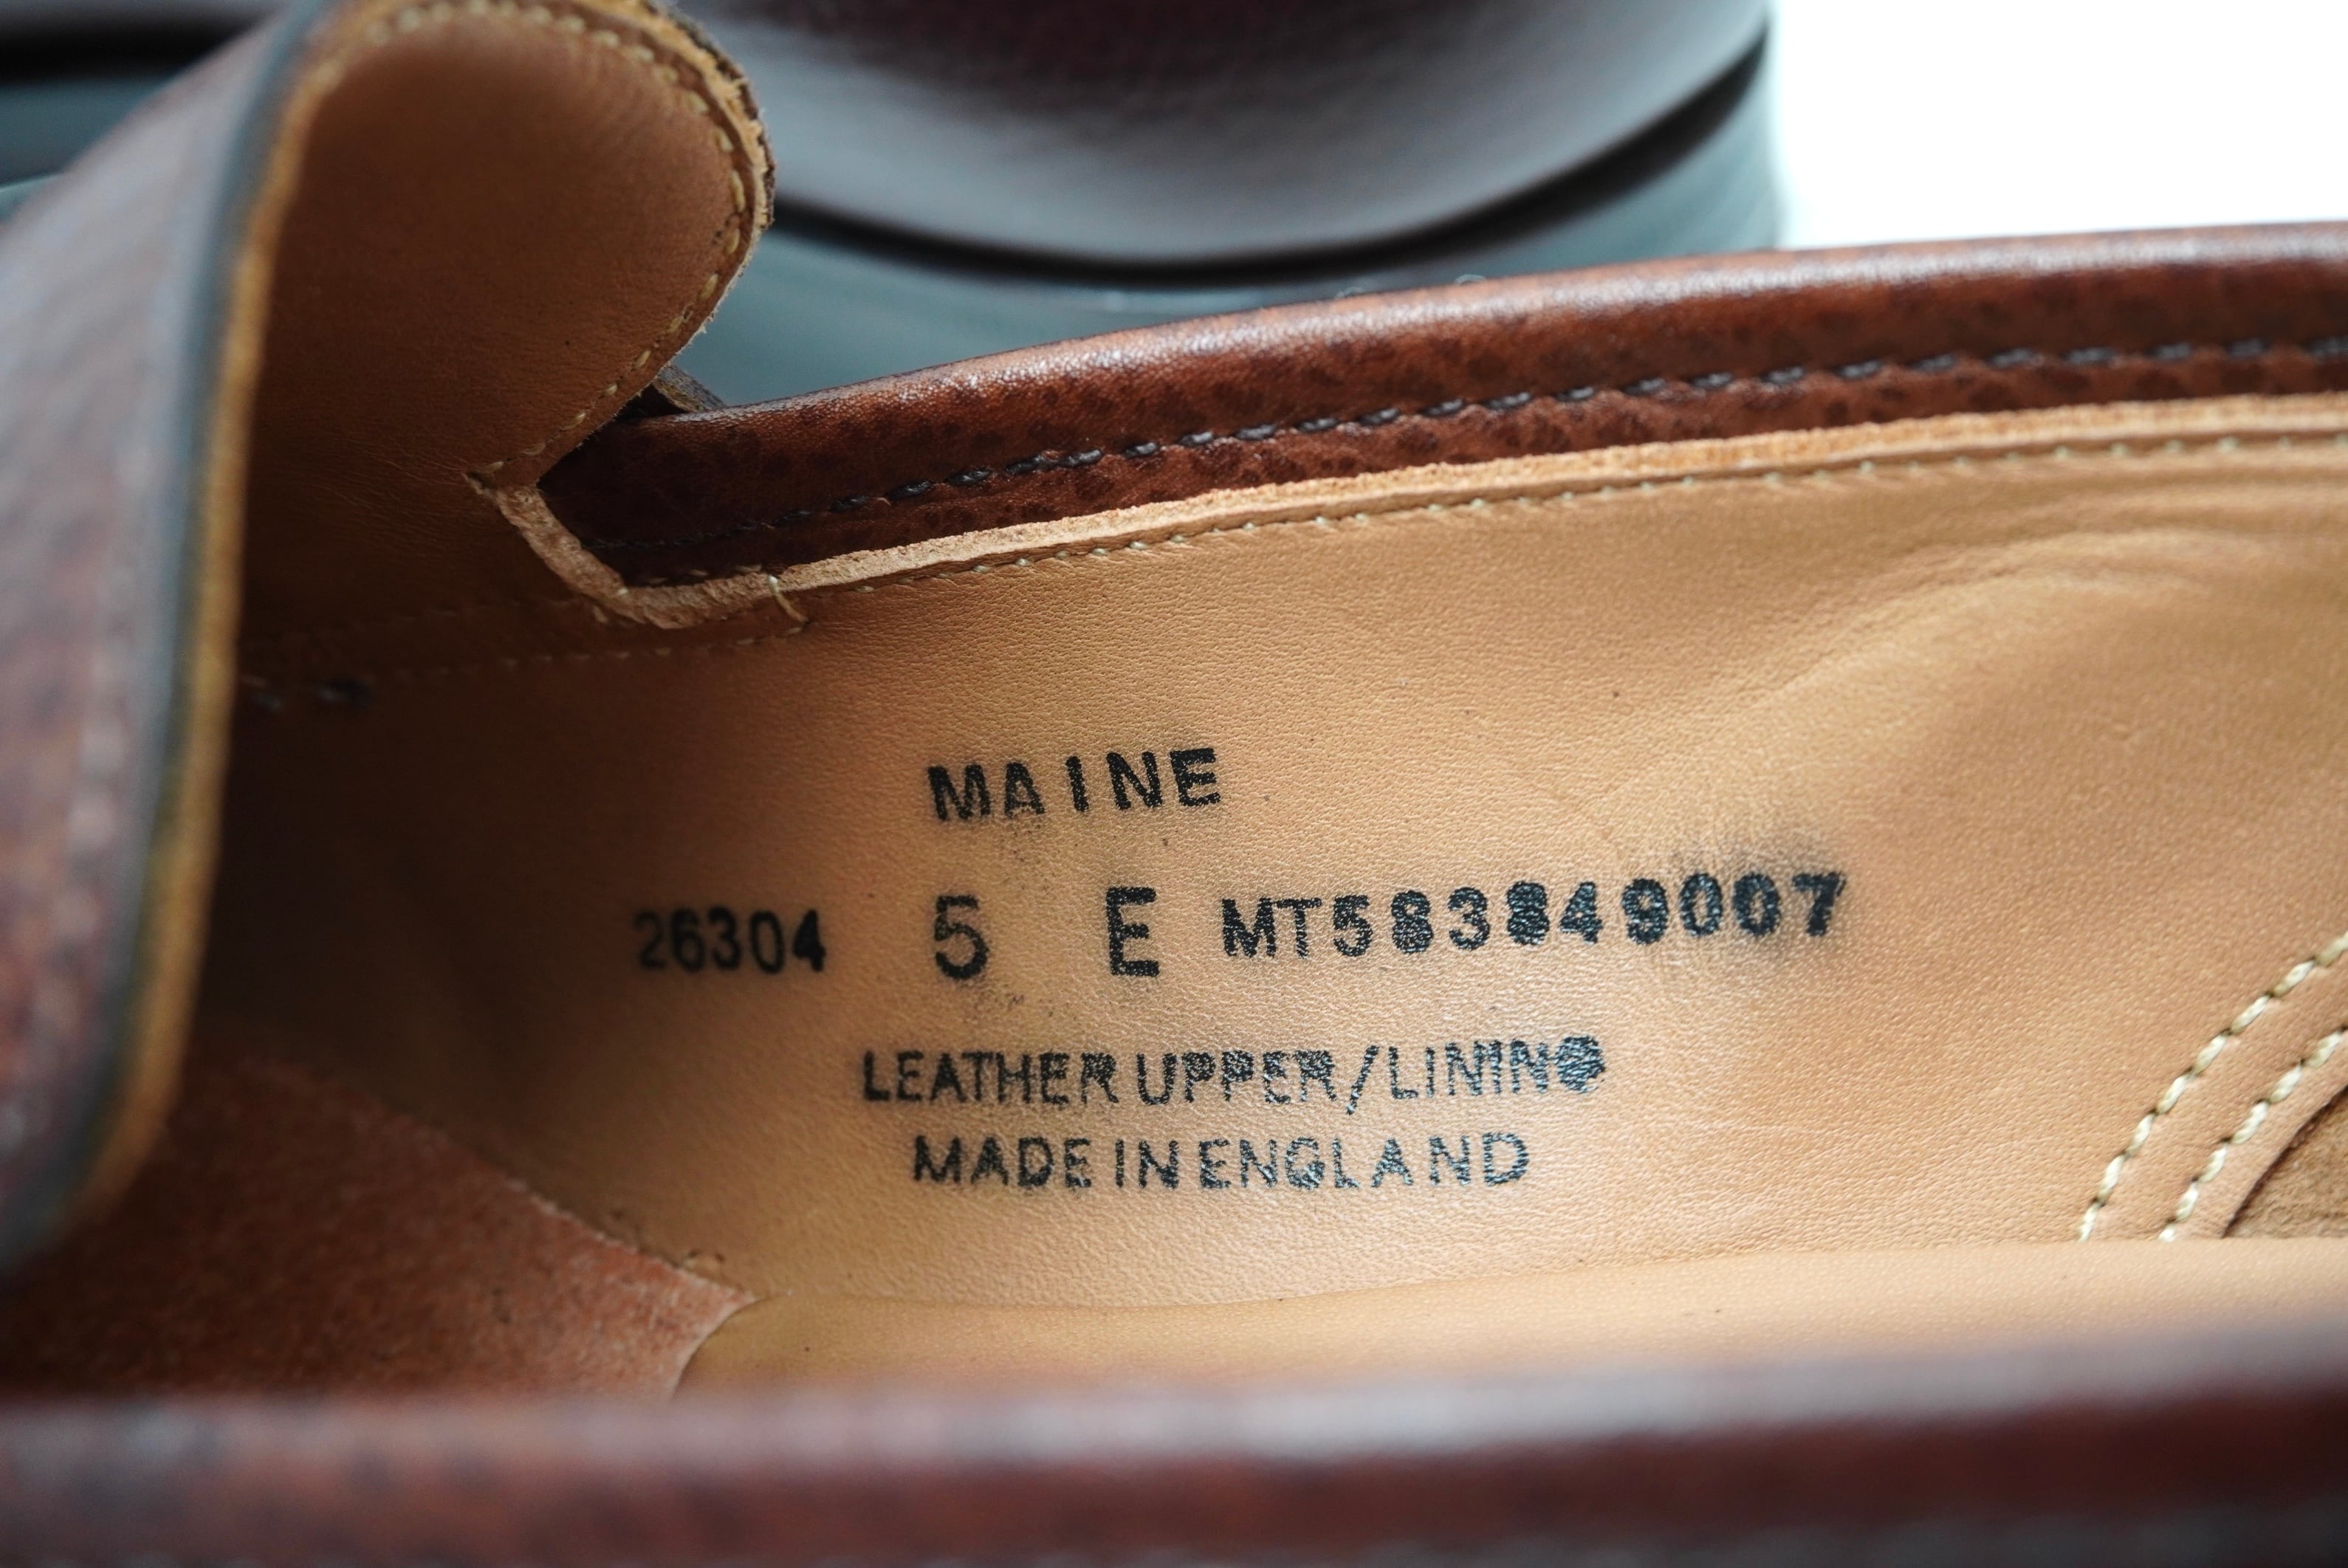 MAINE
26304 5 E MT583849007
LEATHER UPPER/LINING
MADE IN ENGLAND